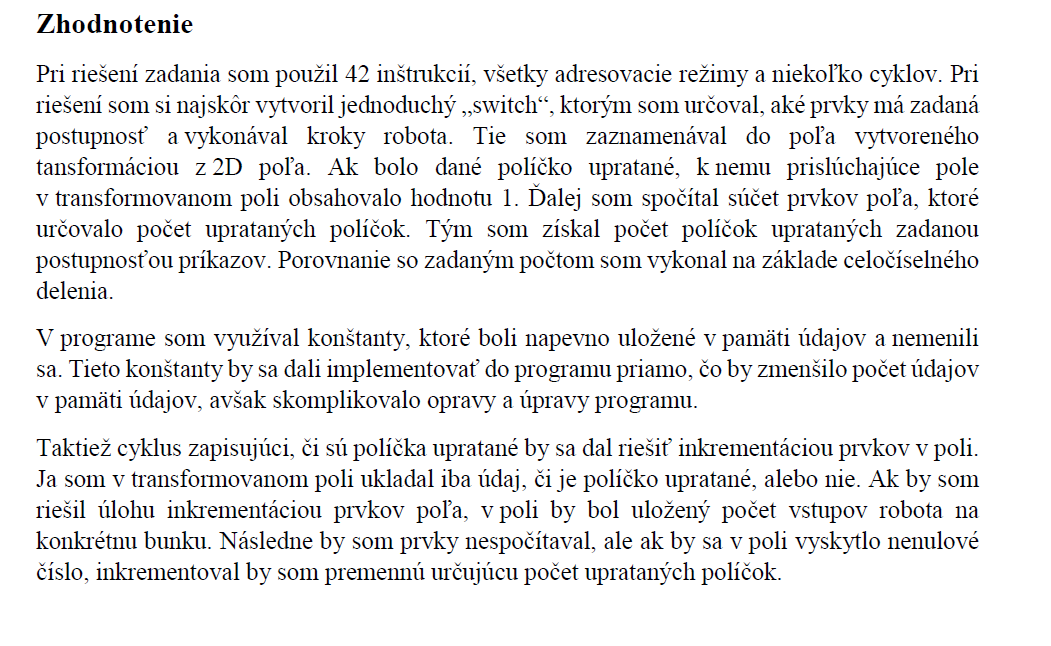 Zhodnotenie
Pri riešení zadania som použil 42 inštrukcií, všetky adresovacie režimy a niekoľko cyklov. Pri
riešení som si najskôr vytvoril jednoduchý „switch“, ktorým som určoval, aké prvky má zadaná
postupnosť a vykonával kroky robota. Tie som zaznamenával do poľa vytvoreného
tansformáciou z 2D poľa. Ak bolo dané políčko upratané, k nemu prislúchajúce pole
v transformovanom poli obsahovalo hodnotu 1. Ďalej som spočítal súčet prvkov poľa, ktoré
určovalo počet uprataných políčok. Tým som získal počet políčok uprataných zadanou
postupnosťou príkazov. Porovnanie so zadaným počtom som vykonal na základe celočíselného
delenia.
V programe som využíval konštanty, ktoré boli napevno uložené v pamäti údajov a nemenili
sa. Tieto konštanty by sa dali implementovať do programu priamo, čo by zmenšilo počet údajov
v pamäti údajov, avšak skomplikovalo opravy a úpravy programu.
Taktiež cyklus zapisujúci, či sú políčka upratané by sa dal riešiť inkrementáciou prvkov v poli.
Ja som v transformovanom poli ukladal iba údaj, či je políčko upratané, alebo nie. Ak by som
riešil úlohu inkrementáciou prvkov poľa, v poli by bol uložený počet vstupov robota na
konkrétnu bunku. Následne by som prvky nespočítaval, ale ak by sa v poli vyskytlo nenulové
číslo, inkrementoval by som premennú určujúcu počet uprataných políčok.